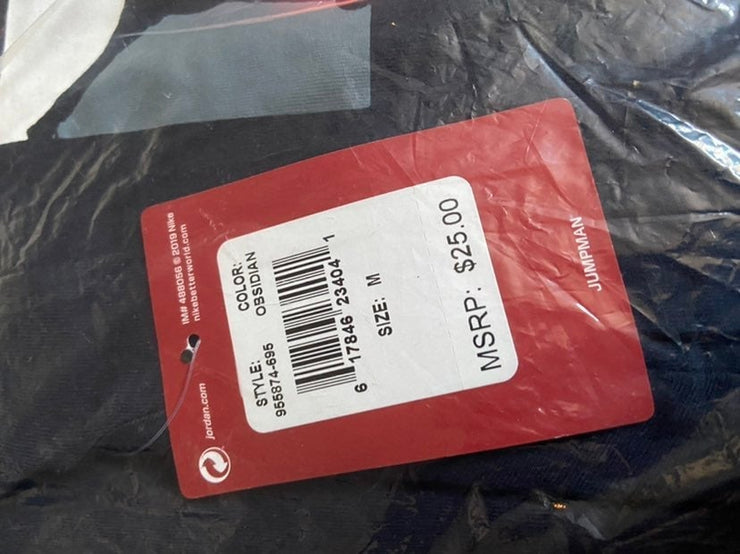 IM# 488056 © 2019 Nike
nikebetterworld.com
jordan.com
STYLE:
955874-695
COLOR:
OBSIDIAN
6 17846 23404 1
SIZE: M
MSRP: $25.00
JUMPMAN